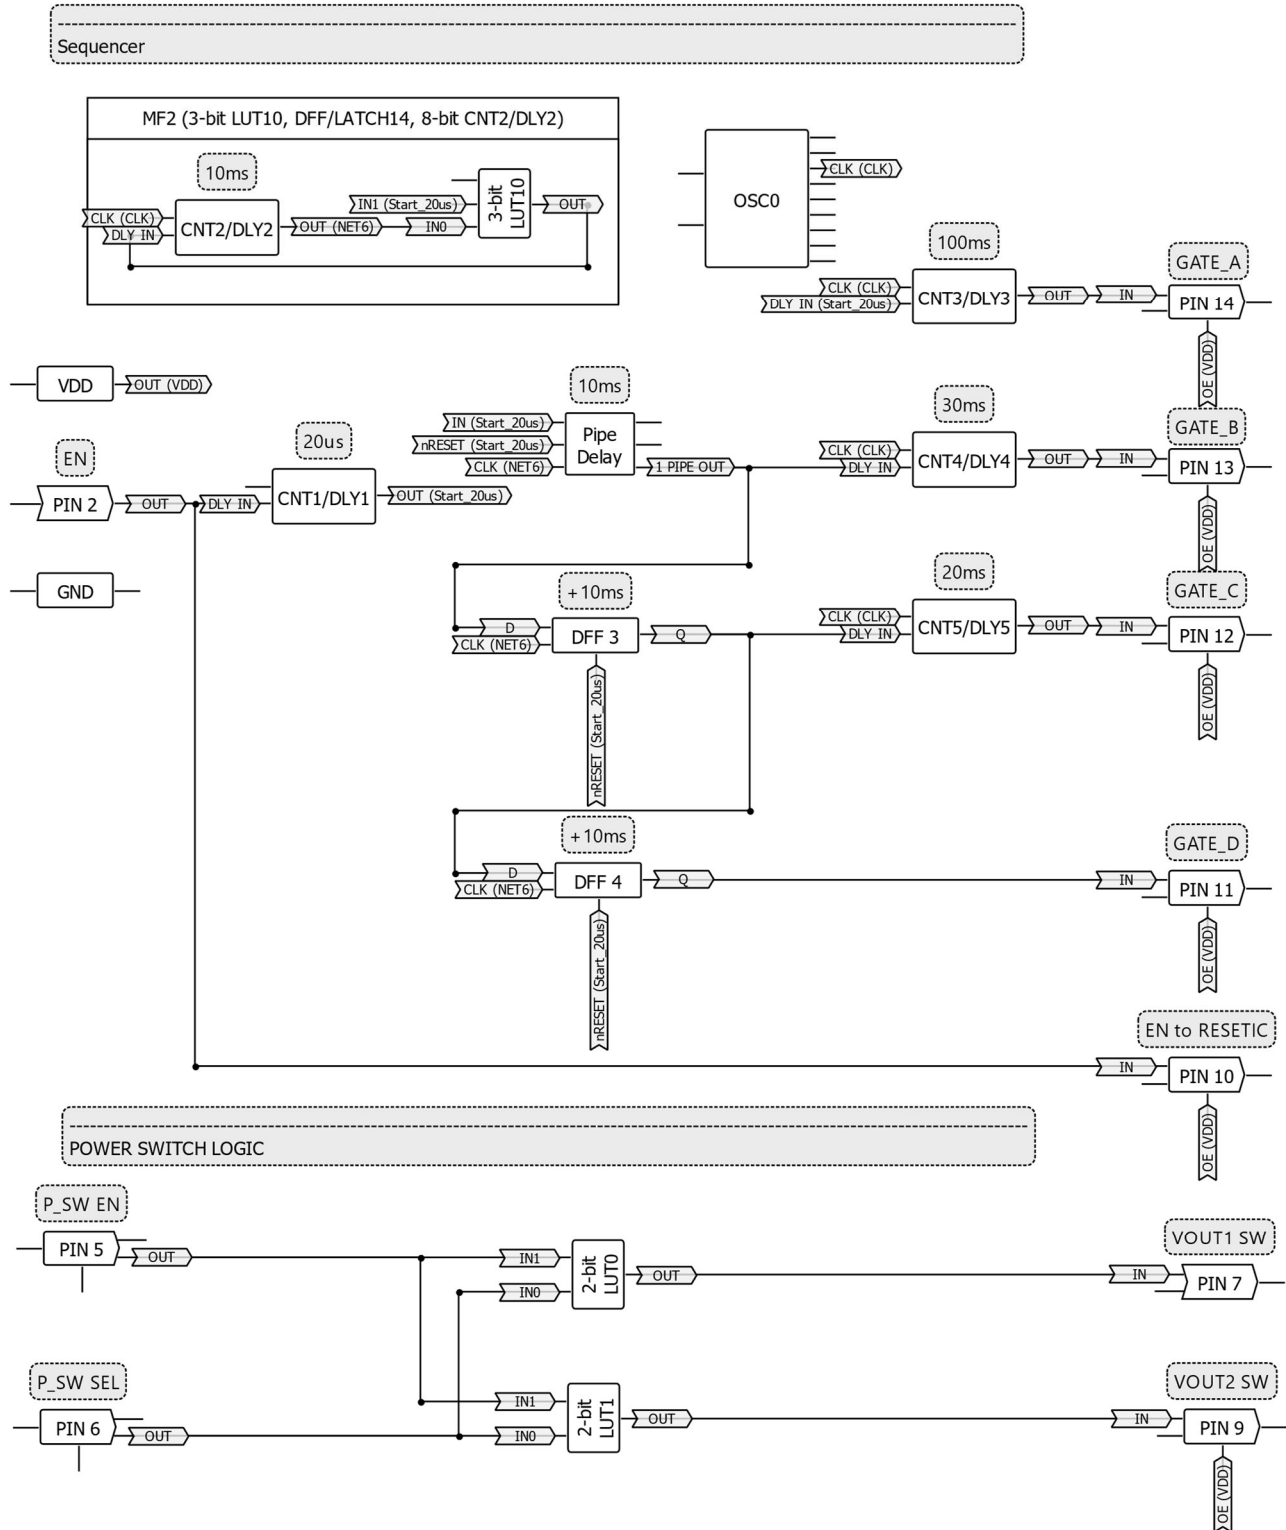 Sequencer
MF2 (3-bit LUT10, DFF/LATCH14, 8-bit CNT2/DLY2)
10ms
CLK (CLK)
DLY IN
CNT2/DLY2
OUT (NET6)
IN1 (Start_20us)
IN0
3-bit
LUT10
OUT
OSC0
CLK (CLK)
100ms
CLK (CLK)
DLY IN (Start_20us)
CNT3/DLY3
OUT
IN
GATE_A
PIN 14
OE (VDD)
VDD
OUT (VDD)
EN
PIN 2
OUT
DLY IN
20us
CNT1/DLY1
OUT (Start_20us)
10ms
IN (Start_20us)
nRESET (Start_20us)
CLK (NET6)
Pipe
Delay
1 PIPE OUT
30ms
CLK (CLK)
DLY IN
CNT4/DLY4
OUT
IN
GATE_B
PIN 13
OE (VDD)
GND
+10ms
D
CLK (NET6)
DFF 3
Q
nRESET (Start_20us)
20ms
CLK (CLK)
DLY IN
CNT5/DLY5
OUT
IN
GATE_C
PIN 12
OE (VDD)
+10ms
D
CLK (NET6)
DFF 4
Q
nRESET (Start_20us)
IN
GATE_D
PIN 11
OE (VDD)
EN to RESETIC
IN
PIN 10
OE (VDD)
POWER SWITCH LOGIC
P_SW EN
PIN 5
OUT
IN1
IN0
2-bit
LUT0
OUT
IN
VOUT1 SW
PIN 7
P_SW SEL
PIN 6
OUT
IN1
IN0
2-bit
LUT1
OUT
IN
VOUT2 SW
PIN 9
OE (VDD)